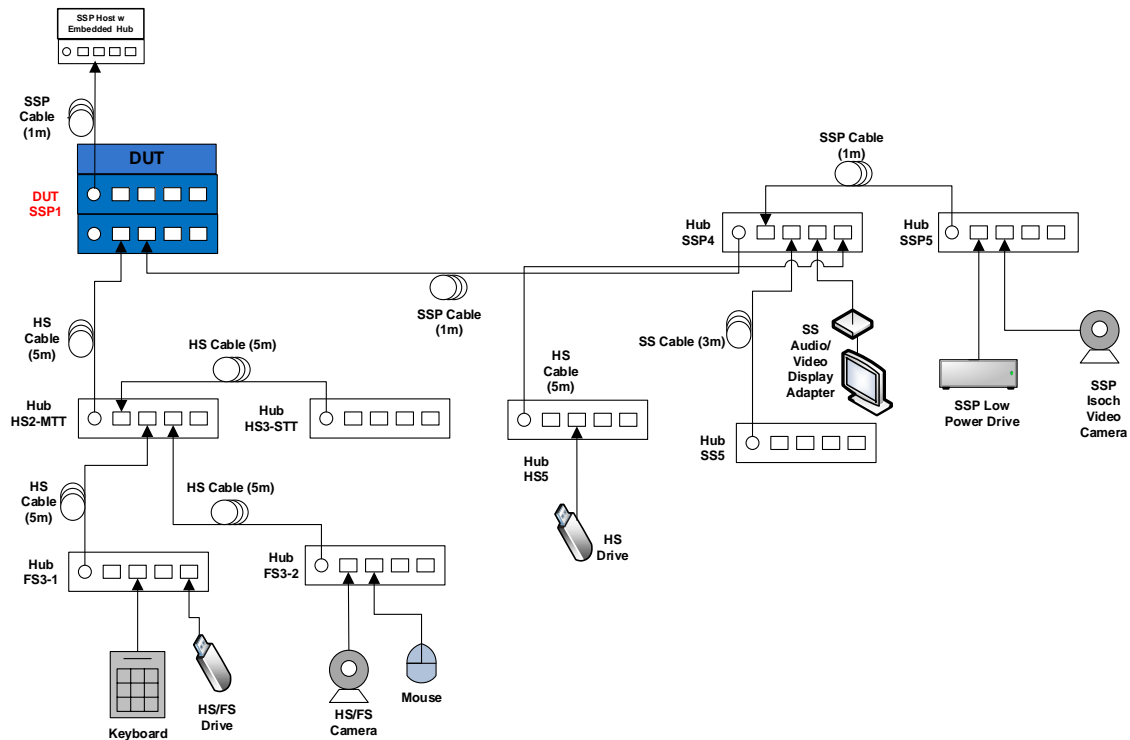 SSP Host w
Embedded Hub
SSP
Cable
(1m)
DUT
DUT
SSP1
SSP Cable
(1m)
Hub
SSP4
Hub
SSP5
SSP Cable
(1m)
HS
Cable
(5m)
HS Cable (5m)
HS
Cable
(5m)
SS Cable (3m)
SS
Audio/
Video
Display
Adapter
SSP Low
Power Drive
SSP
Isoch
Video
Camera
Hub
HS2-MTT
Hub
HS3-STT
Hub
HS5
Hub
SS5
HS
Cable
(5m)
HS Cable (5m)
HS
Drive
Hub
FS3-1
Hub
FS3-2
Keyboard
HS/FS
Drive
HS/FS
Camera
Mouse